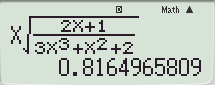 D Math ▲
X√((2X+1)/(3X³+X²+2))
0.8164965809